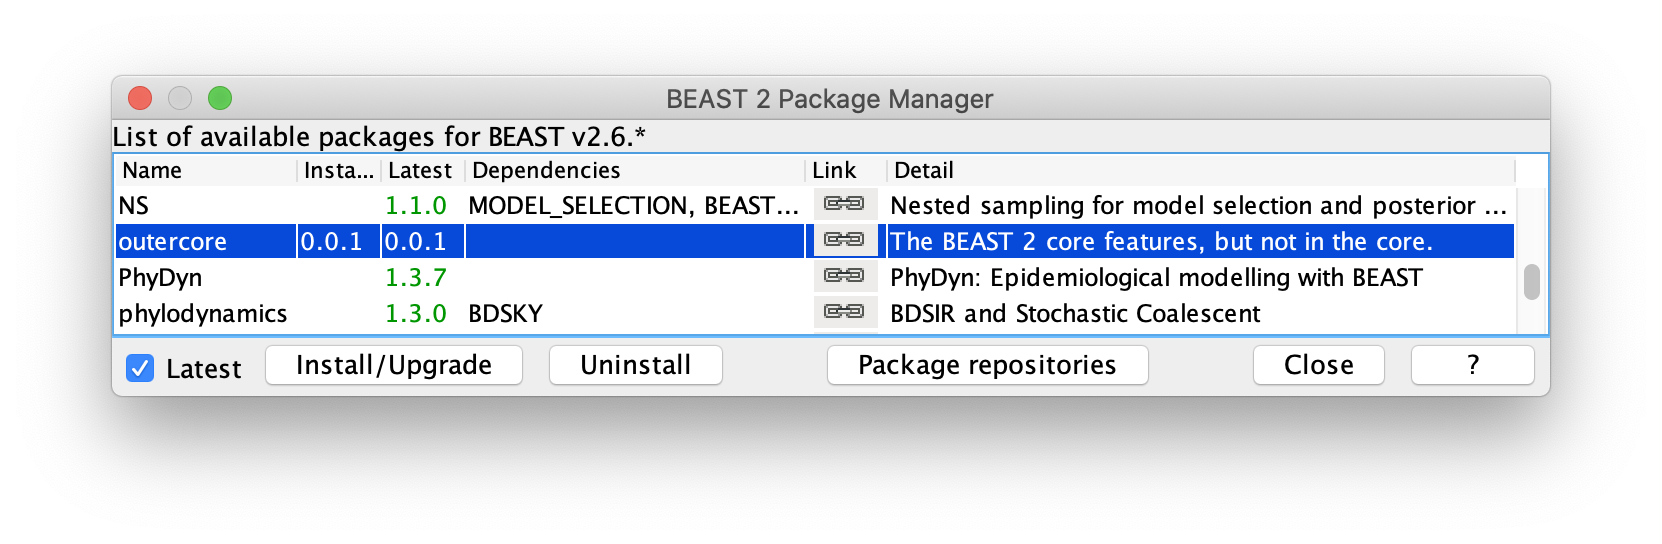 BEAST 2 Package Manager
List of available packages for BEAST v2.6.*
Name Insta... Latest Dependencies Link Detail
NS 1.1.0 MODEL_SELECTION, BEAST... Nested sampling for model selection and posterior ...
outercore 0.0.1 0.0.1 The BEAST 2 core features, but not in the core.
PhyDyn 1.3.7 PhyDyn: Epidemiological modelling with BEAST
phylodynamics 1.3.0 BDSKY BDSIR and Stochastic Coalescent
Latest Install/Upgrade Uninstall Package repositories Close ?